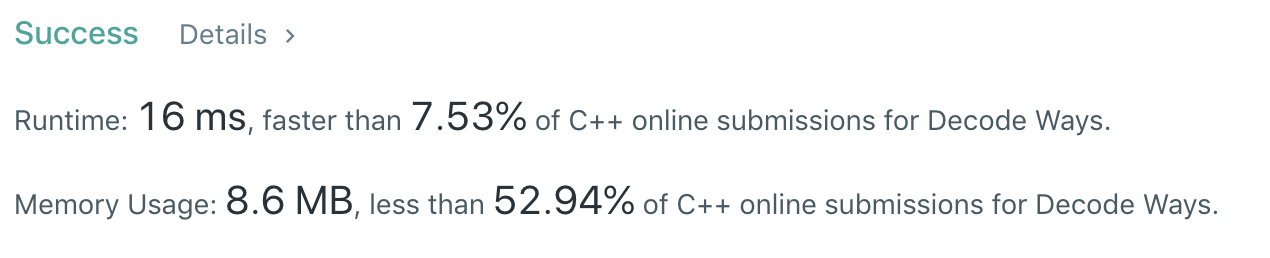 Success Details >
Runtime: 16 ms, faster than 7.53% of C++ online submissions for Decode Ways.
Memory Usage: 8.6 MB, less than 52.94% of C++ online submissions for Decode Ways.